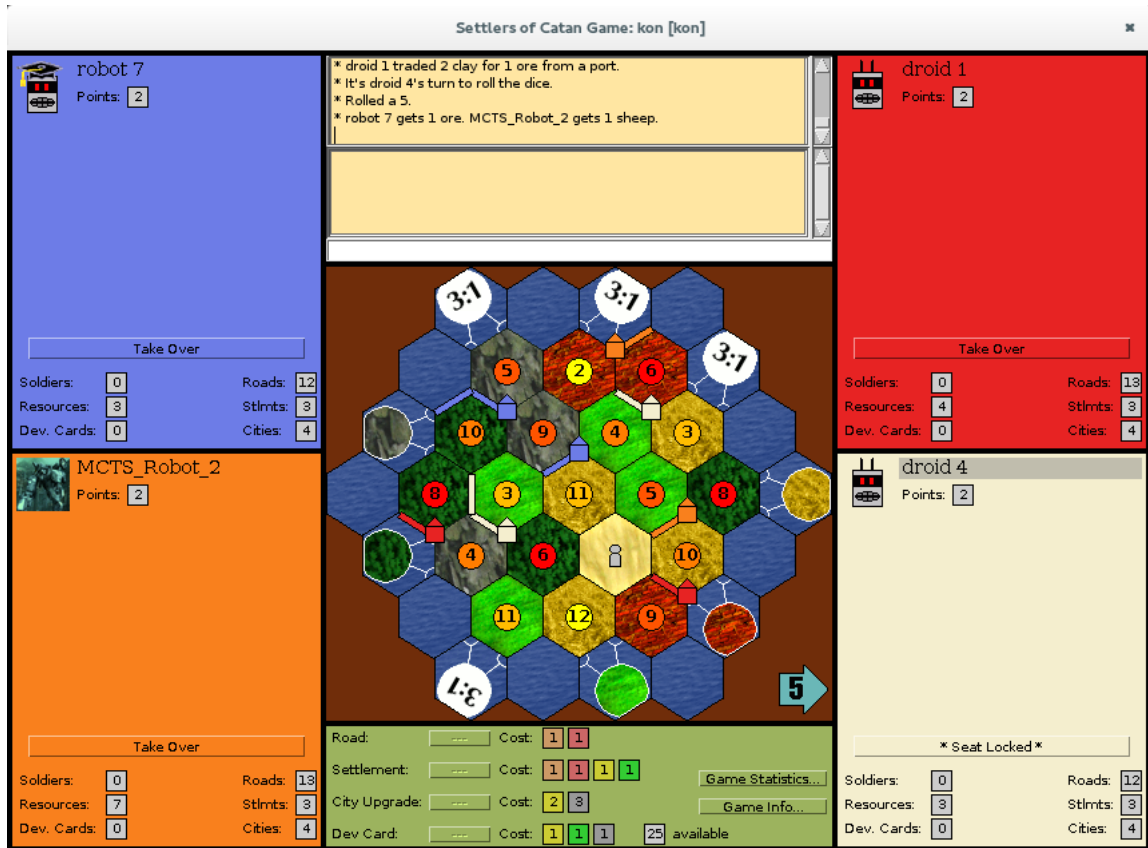 Settlers of Catan Game: kon [kon]
robot 7
Points: 2
Take Over
Soldiers: 0 Roads: 12
Resources: 3 Stlmts: 3
Dev. Cards: 0 Cities: 4
* droid 1 traded 2 clay for 1 ore from a port.
* It's droid 4's turn to roll the dice.
* Rolled a 5.
* robot 7 gets 1 ore. MCTS_Robot_2 gets 1 sheep.
droid 1
Points: 2
Take Over
Soldiers: 0 Roads: 13
Resources: 4 Stlmts: 3
Dev. Cards: 0 Cities: 4
MCTS_Robot_2
Points: 2
Take Over
Soldiers: 0 Roads: 13
Resources: 7 Stlmts: 3
Dev. Cards: 0 Cities: 4
3:1 3:1
3:1
5 2 6
10 9 4 3
8 3 11 5 8
4 6 10
11 12 9
3:1
5
droid 4
Points: 2
* Seat Locked *
Soldiers: 0 Roads: 12
Resources: 3 Stlmts: 3
Dev. Cards: 0 Cities: 4
Road: --- Cost: 1 1
Settlement: --- Cost: 1 1 1 1
Game Statistics...
City Upgrade: --- Cost: 2 3
Game Info...
Dev Card: --- Cost: 1 1 1 25 available